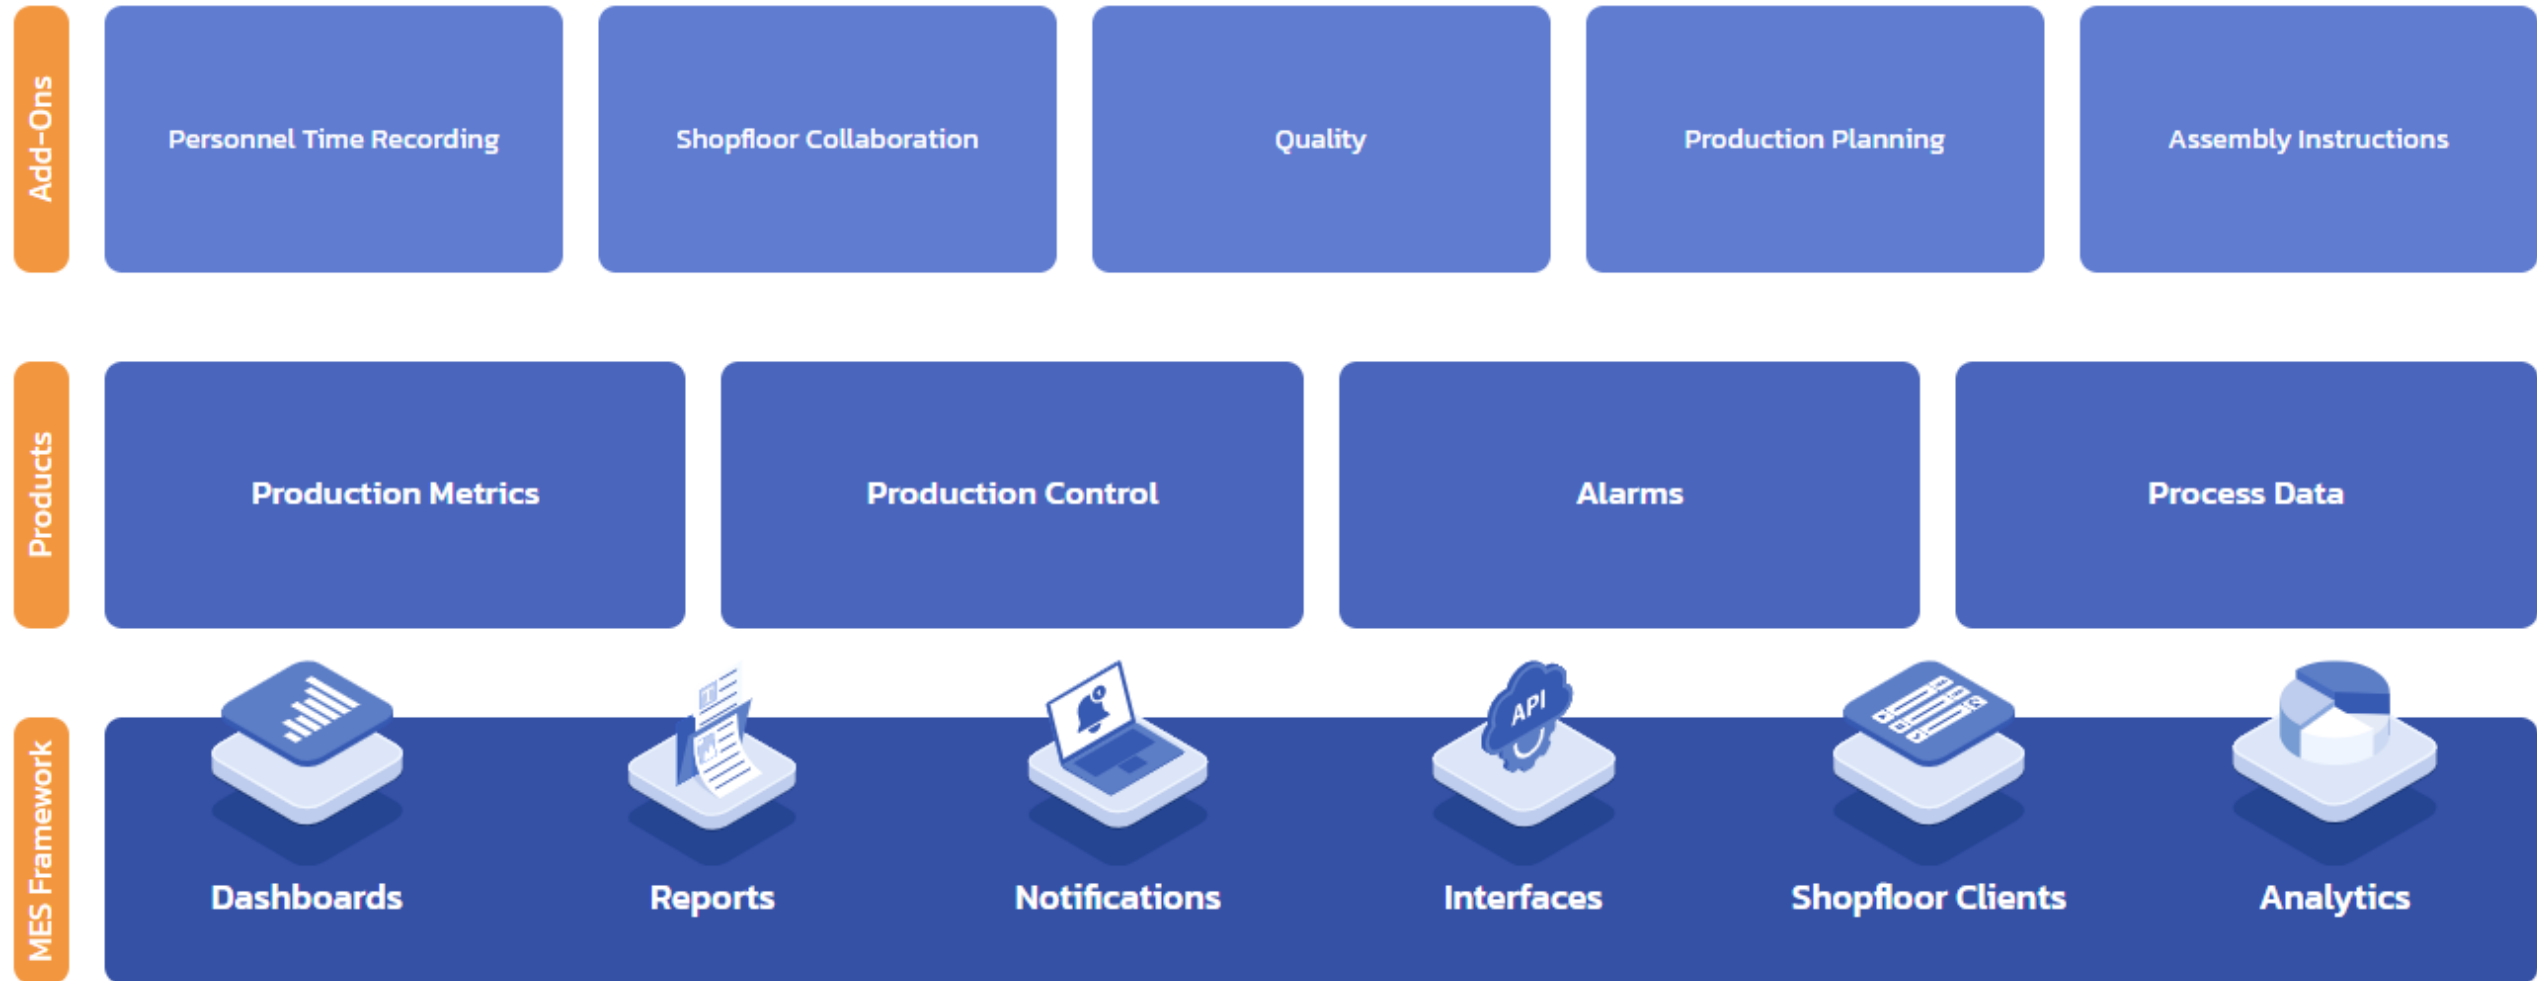 Add-Ons
Personnel Time Recording
Shopfloor Collaboration
Quality
Production Planning
Assembly Instructions
Products
Production Metrics
Production Control
Alarms
Process Data
MES Framework
API
Dashboards
Reports
Notifications
Interfaces
Shopfloor Clients
Analytics